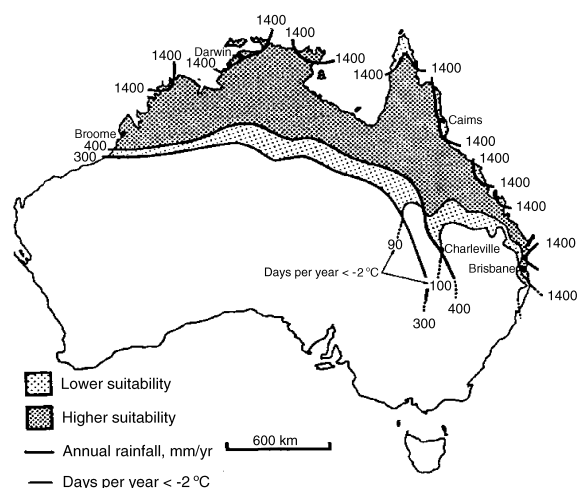 1400
1400
Darwin
1400
1400
1400
1400
1400
1400
1400
Cairns
Broome
400
300
1400
1400
1400
1400
1400
90
Charleville
Brisbane
Days per year < -2 °C
100
1400
300
400
Lower suitability
Higher suitability
600 km
Annual rainfall, mm/yr
Days per year < -2 °C